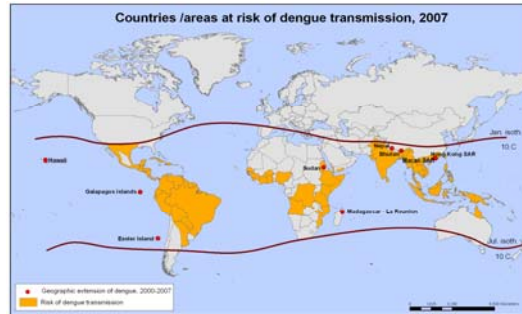 Countries /areas at risk of dengue transmission, 2007
Jan. isoth.
10 C
Hawaii
Nepal
Bhutan
Hong Kong SAR
Macao SAR
Sudan
Galapagos Islands
Madagascar La Reunion
Easter Island
Jul. isoth.
10 C
Geographic extension of dengue, 2000-2007
Risk of dengue transmission